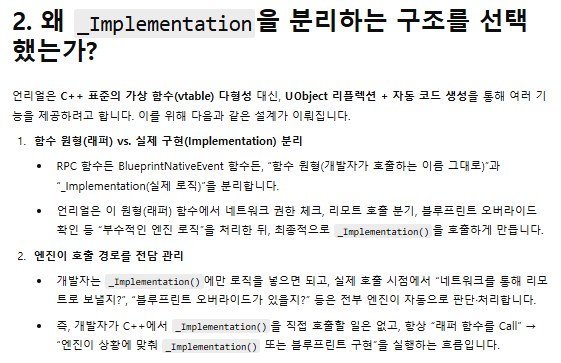 2. 왜 _Implementation을 분리하는 구조를 선택
했는가?
언리얼은 C++ 표준의 가상 함수(vtable) 다형성 대신, UObject 리플렉션 + 자동 코드 생성을 통해 여러 기
능을 제공하려고 합니다. 이를 위해 다음과 같은 설계가 이뤄집니다.
1. 함수 원형(래퍼) vs. 실제 구현(Implementation) 분리
• RPC 함수든 BlueprintNativeEvent 함수든, “함수 원형(개발자가 호출하는 이름 그대로)”과
“_Implementation(실제 로직)”을 분리합니다.
• 언리얼은 이 원형(래퍼) 함수에서 네트워크 권한 체크, 리모트 호출 분기, 블루프린트 오버라이드
확인 등 “부수적인 엔진 로직”을 처리한 뒤, 최종적으로 _Implementation() 을 호출하게 만듭니다.
2. 엔진이 호출 경로를 전담 관리
• 개발자는 _Implementation() 에만 로직을 넣으면 되고, 실제 호출 시점에서 “네트워크를 통해 리모
트로 보낼지?”, “블루프린트 오버라이드가 있을지?” 등은 전부 엔진이 자동으로 판단·처리합니다.
• 즉, 개발자가 C++에서 _Implementation() 을 직접 호출할 일은 없고, 항상 “래퍼 함수를 Call” →
“엔진이 상황에 맞춰 _Implementation() 또는 블루프린트 구현”을 실행하는 흐름입니다.